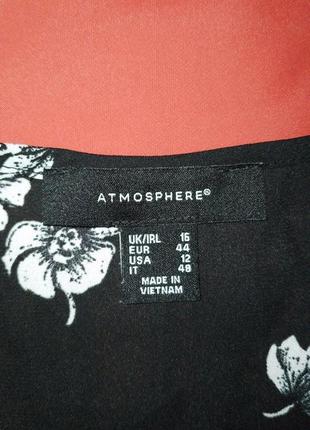 ATMOSPHERE®
UK/IRL 16
EUR 44
USA 12
IT 48
MADE IN
VIETNAM